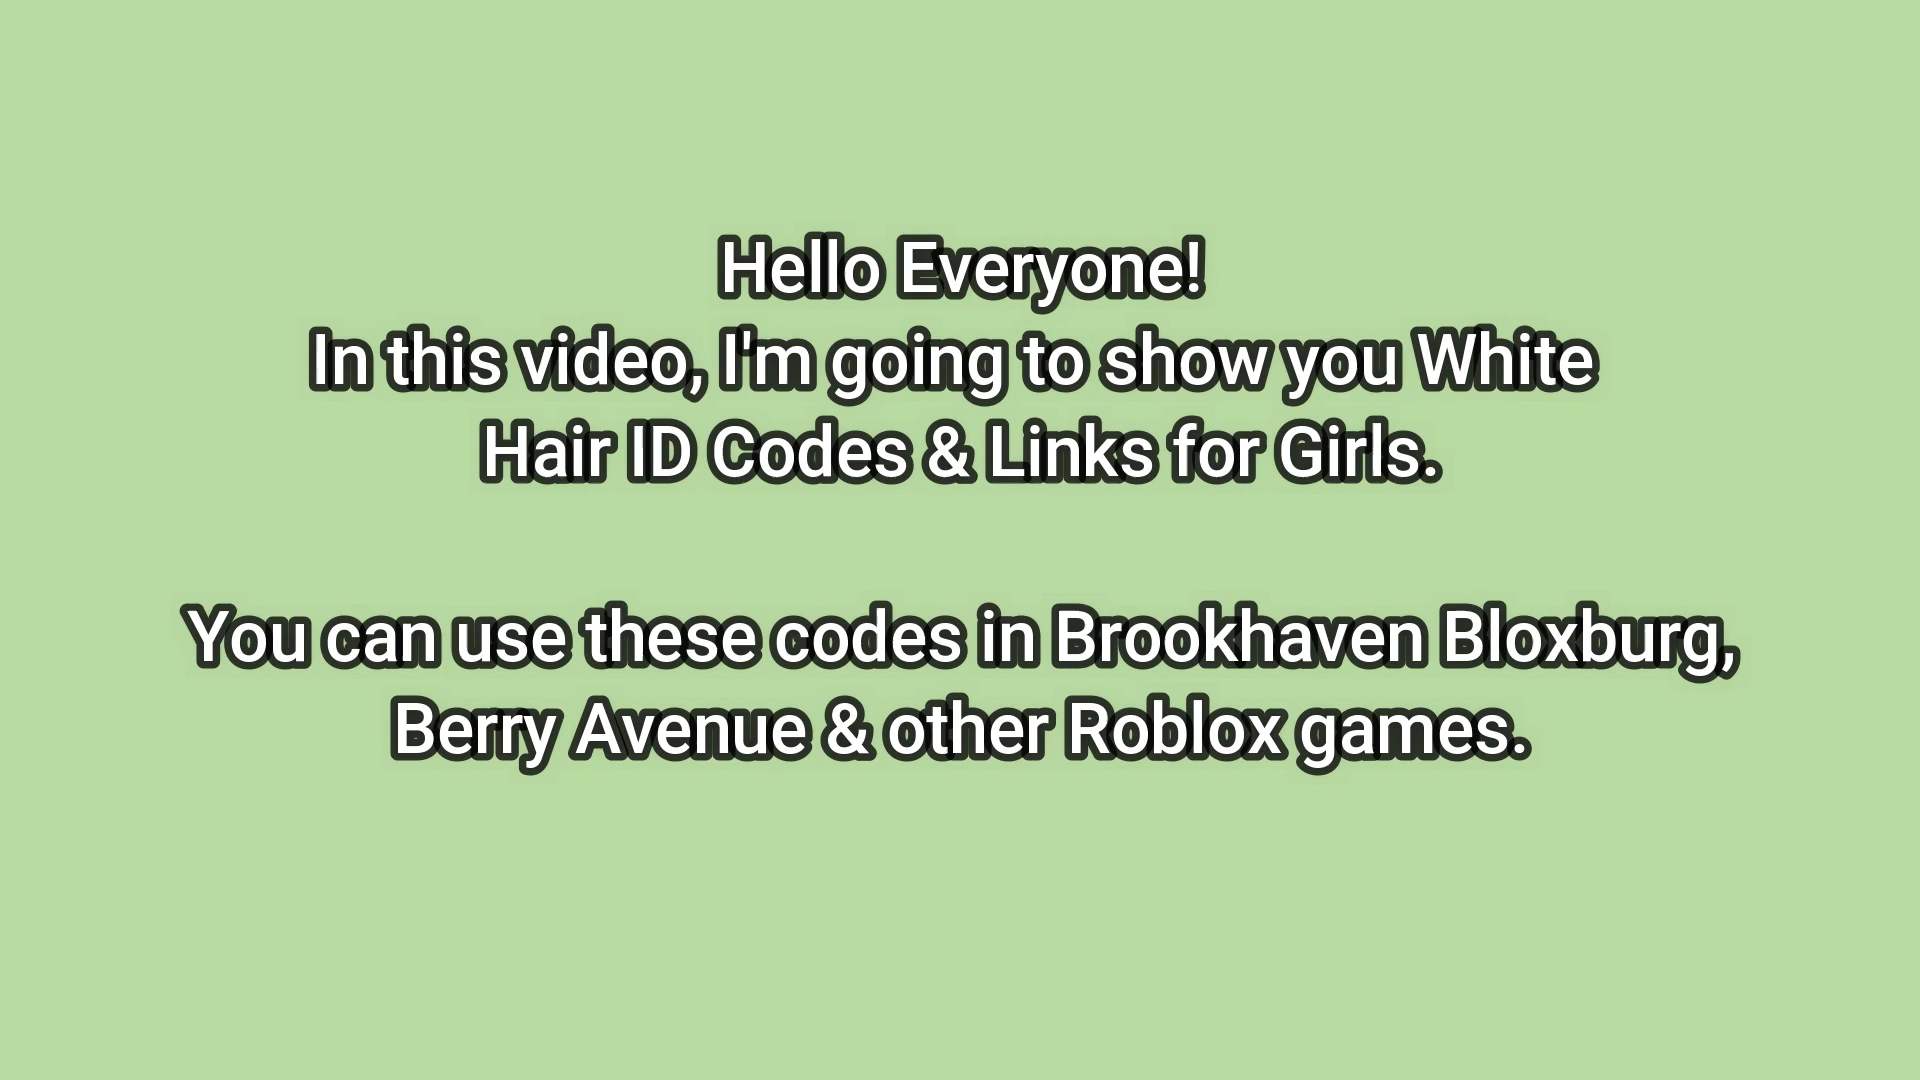 Hello Everyone!
In this video, I'm going to show you White
Hair ID Codes & Links for Girls.
You can use these codes in Brookhaven Bloxburg,
Berry Avenue & other Roblox games.